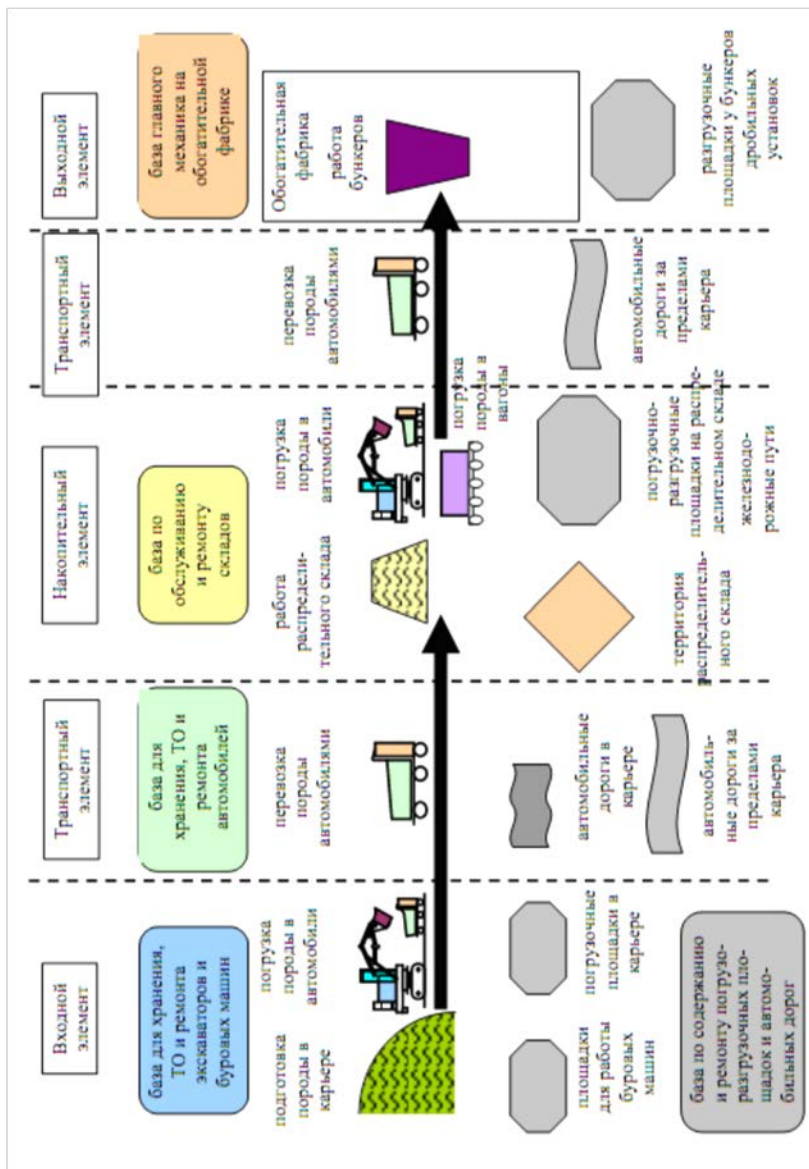 Входной
элемент
Транспортный
элемент
Накопительный
элемент
Транспортный
элемент
Выходной
элемент
база для хранения,
ТО и ремонта
экскаваторов и
буровых машин
база для
хранения, ТО и
ремонта
автомобилей
база по
обслуживанию
и ремонту
складов
база главного
механика на
обогатительной
фабрике
подготовка
породы в
карьере
погрузка
породы в
автомобили
перевозка
породы
автомобилями
работа
распредели-
тельного склада
погрузка
породы в
автомобили
перевозка
породы
автомобилями
Обогатительная
фабрика
работа
бункеров
погрузка
породы в
вагоны
площадки
для работы
буровых
машин
погрузочные
площадки в
карьере
автомобильные
дороги в
карьере
автомобиль-
ные дороги за
пределами
карьера
территория
распределитель-
ного склада
погрузочно-
разгрузочные
площадки на распре-
делительном складе
железнодо-
рожные пути
автомобильные
дороги за
пределами
карьера
разгрузочные
площадки у бункеров
дробильных
установок
база по содержанию
и ремонту погрузо-
разгрузочных пло-
щадок и автомо-
бильных дорог